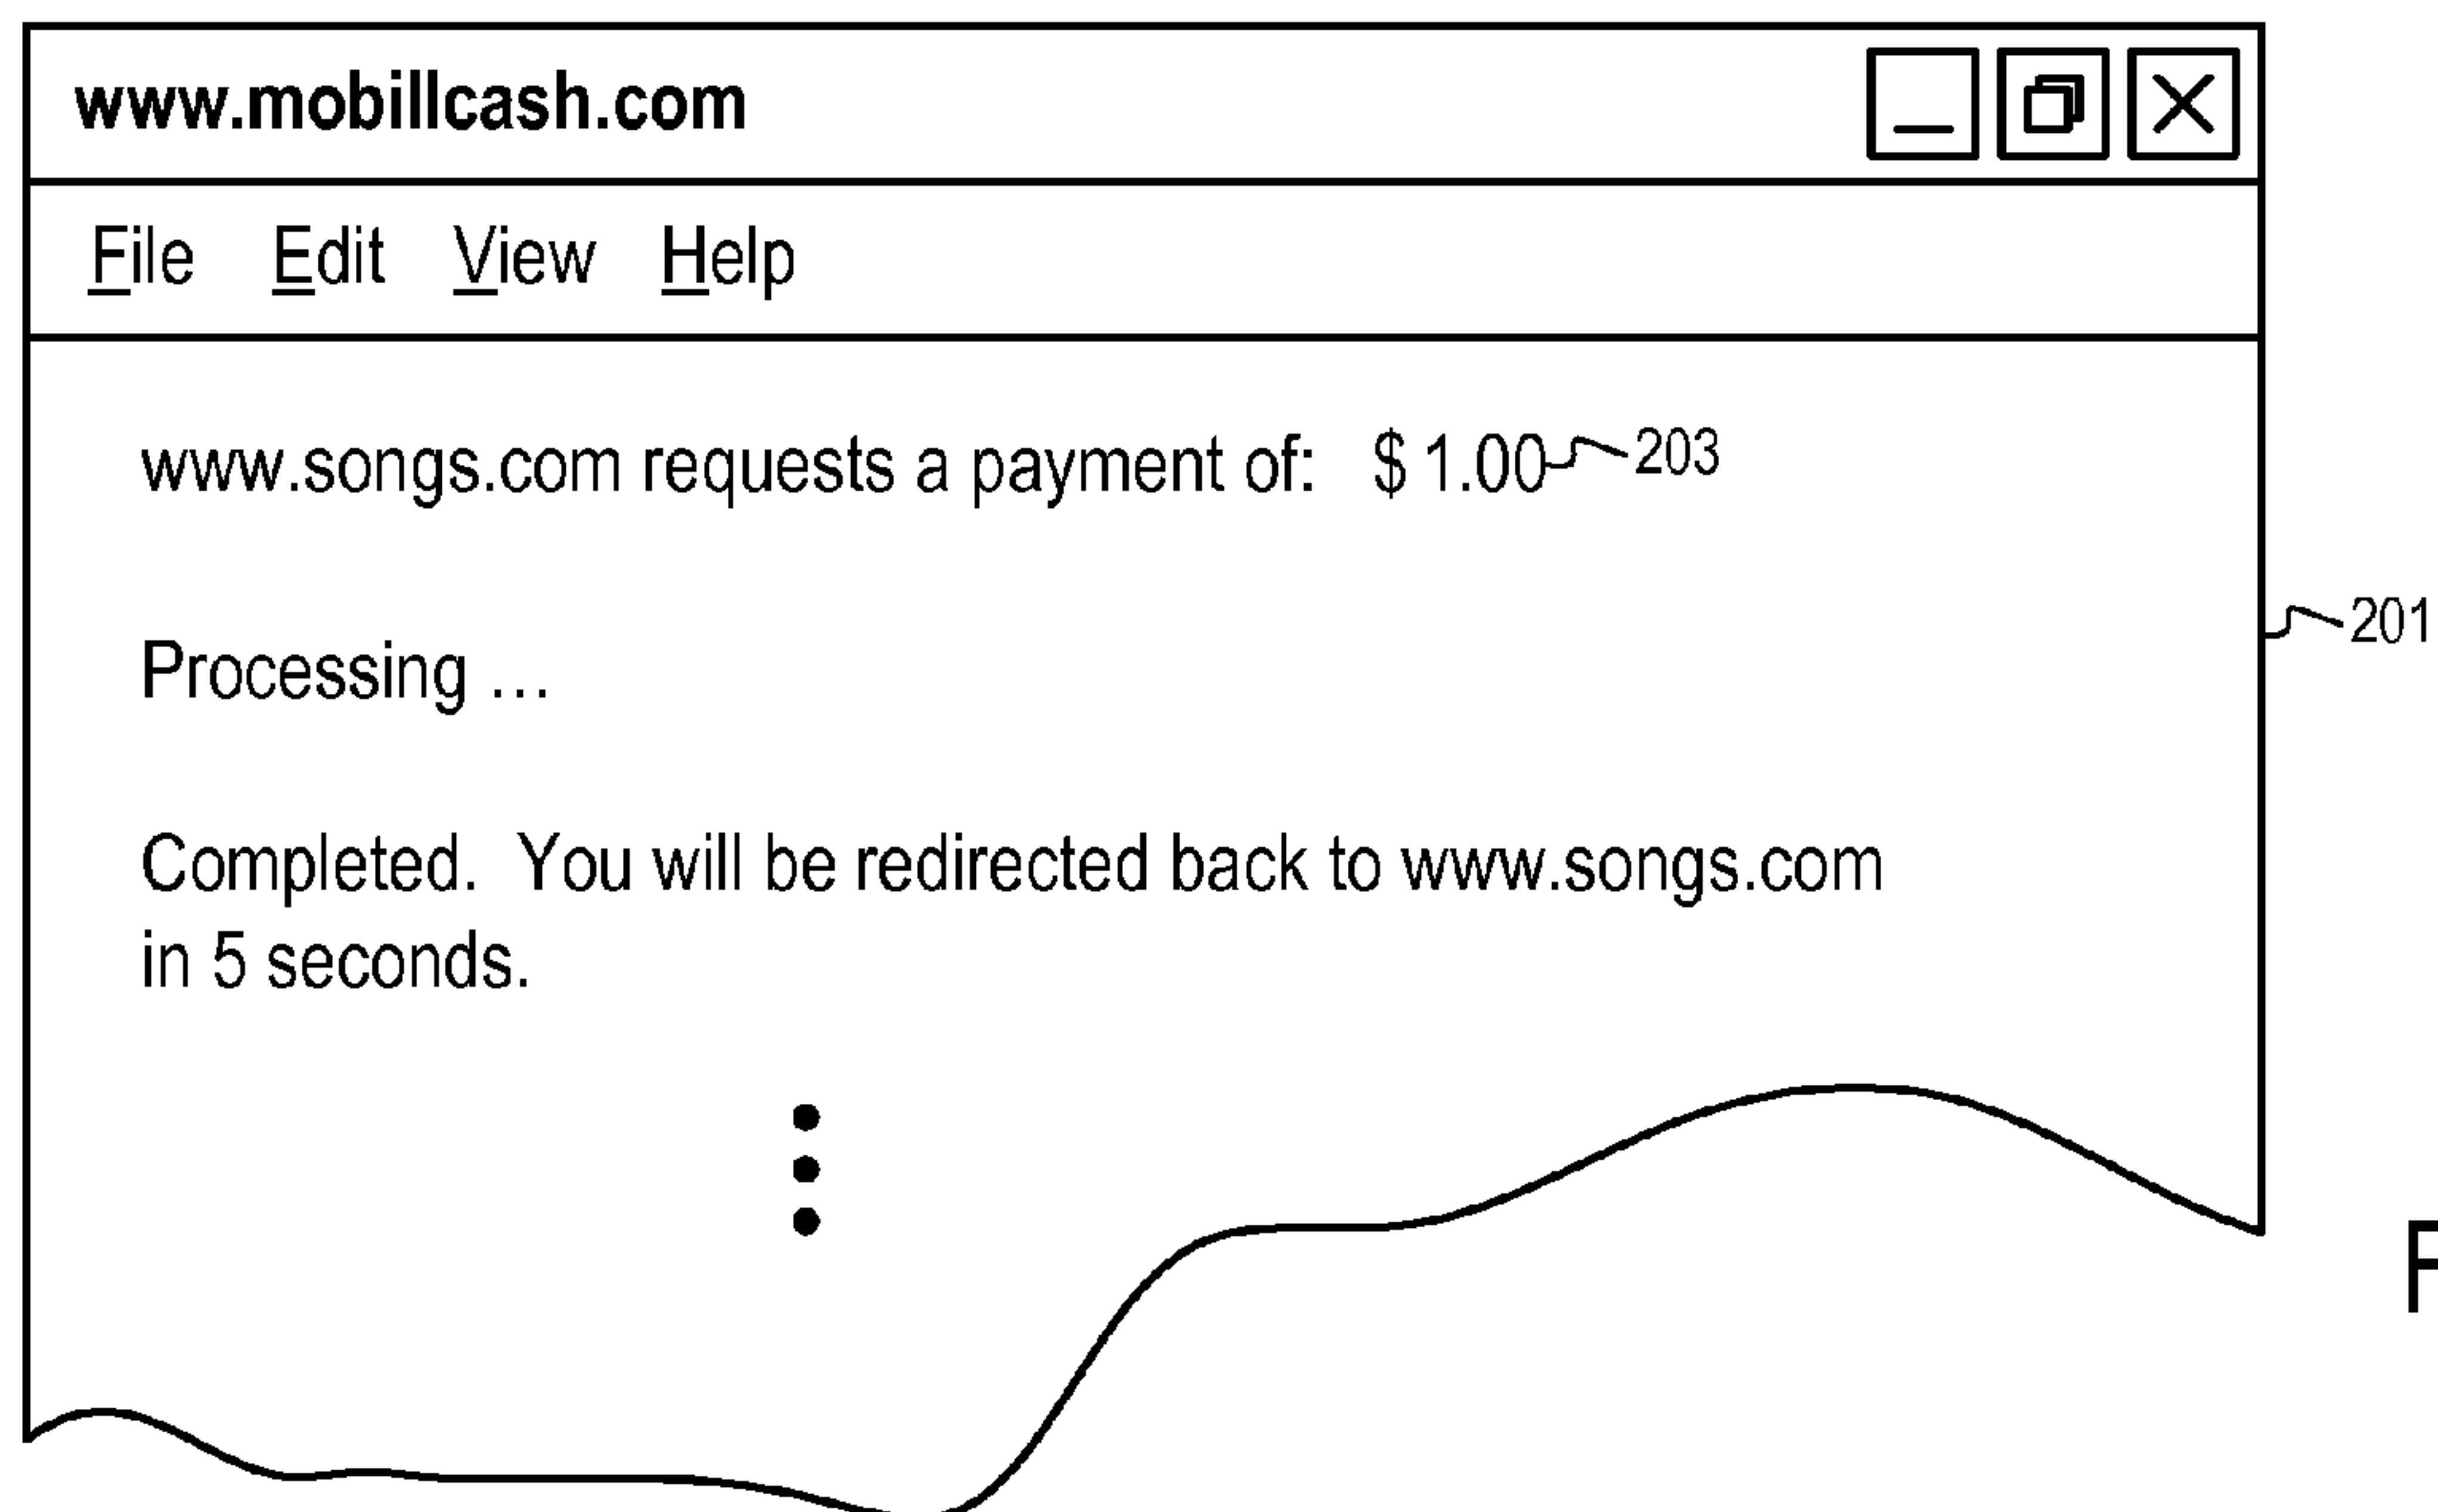 www.mobillcash.com
File Edit View Help
www.songs.com requests a payment of: $ 1.00 203
201
Processing ...
Completed. You will be redirected back to www.songs.com
in 5 seconds.
F